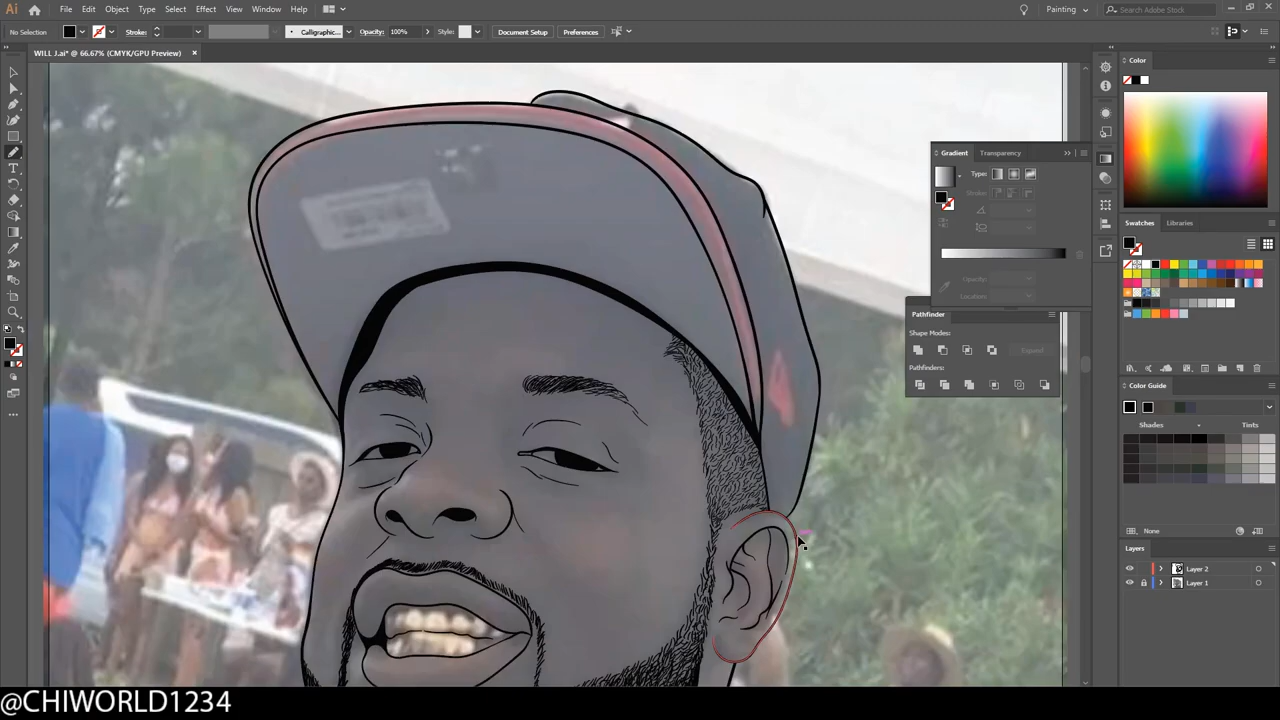 Ai File Edit Object Type Select Effect View Window Help Painting Search Adobe Stock
No Selection Stroke: Calligraphic... Opacity: 100% Style: Document Setup Preferences
WILL J.ai* @ 66.67% (CMYK/GPU Preview) ×
Color
Gradient Transparency
Type:
Stroke:
Opacity:
Location:
Swatches Libraries
Pathfinder
Shape Modes:
Expand
Pathfinders:
Color Guide
Shades Tints
None
Layers
Layer 2
Layer 1
@CHIWORLD1234